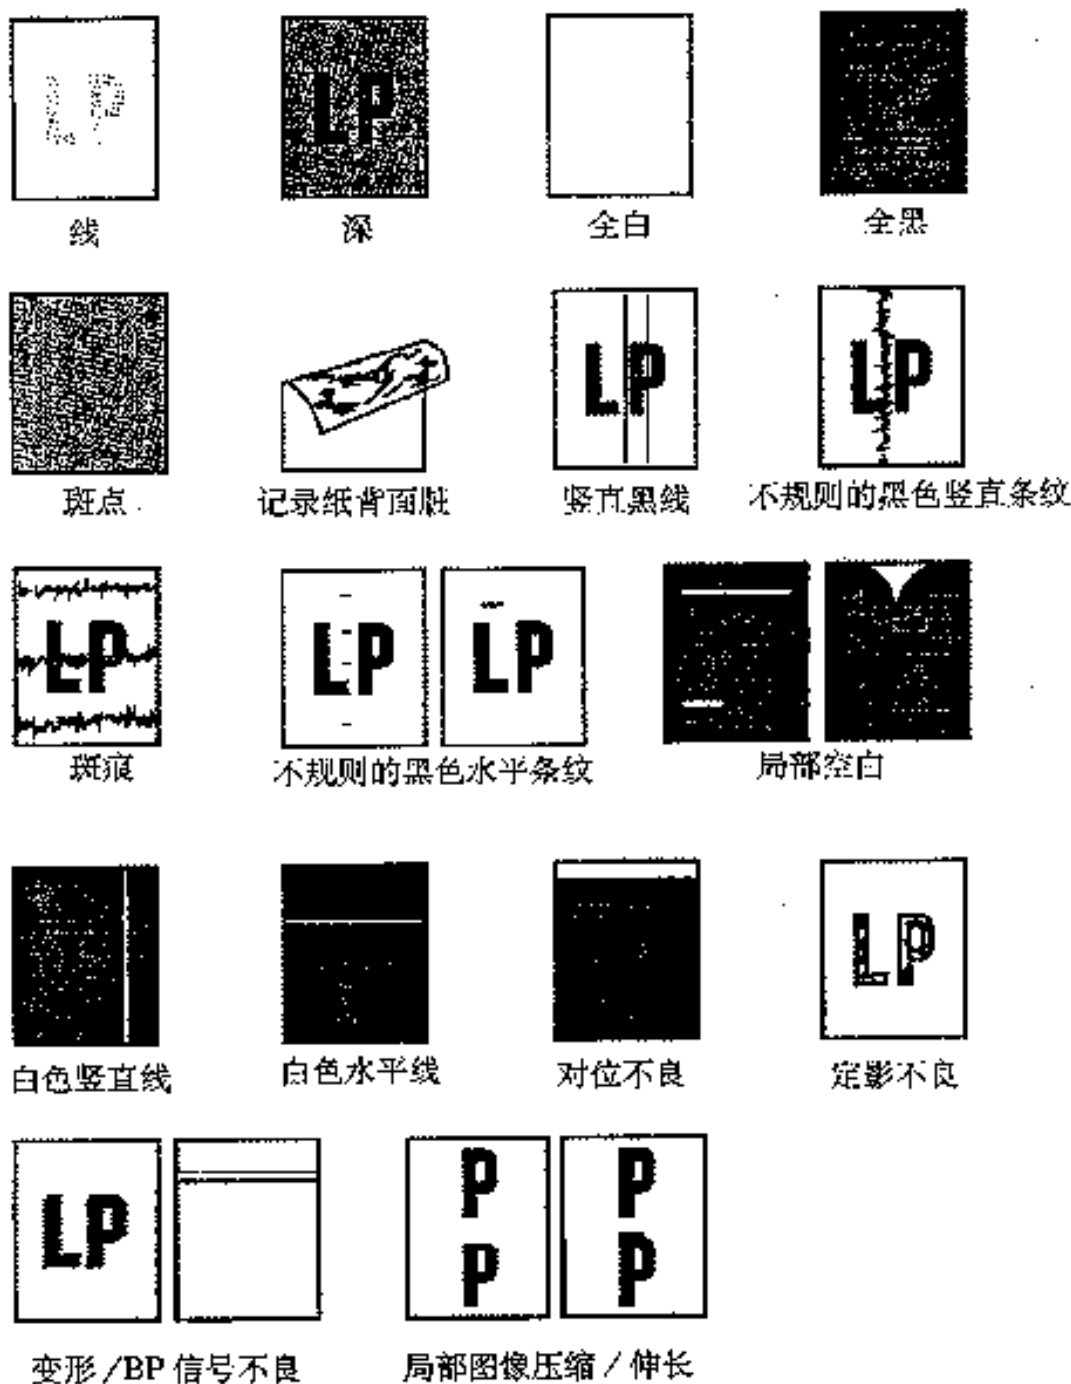 LP
LP
线 深 全白 全黑
LP
LP
斑点 记录纸背面脏 竖直黑线 不规则的黑色竖直条纹
LP
LP
LP
斑痕 不规则的黑色水平条纹 局部空白
LP
白色竖直线 白色水平线 对位不良 定影不良
LP
P
P
P
P
变形/BP信号不良 局部图像压缩/伸长